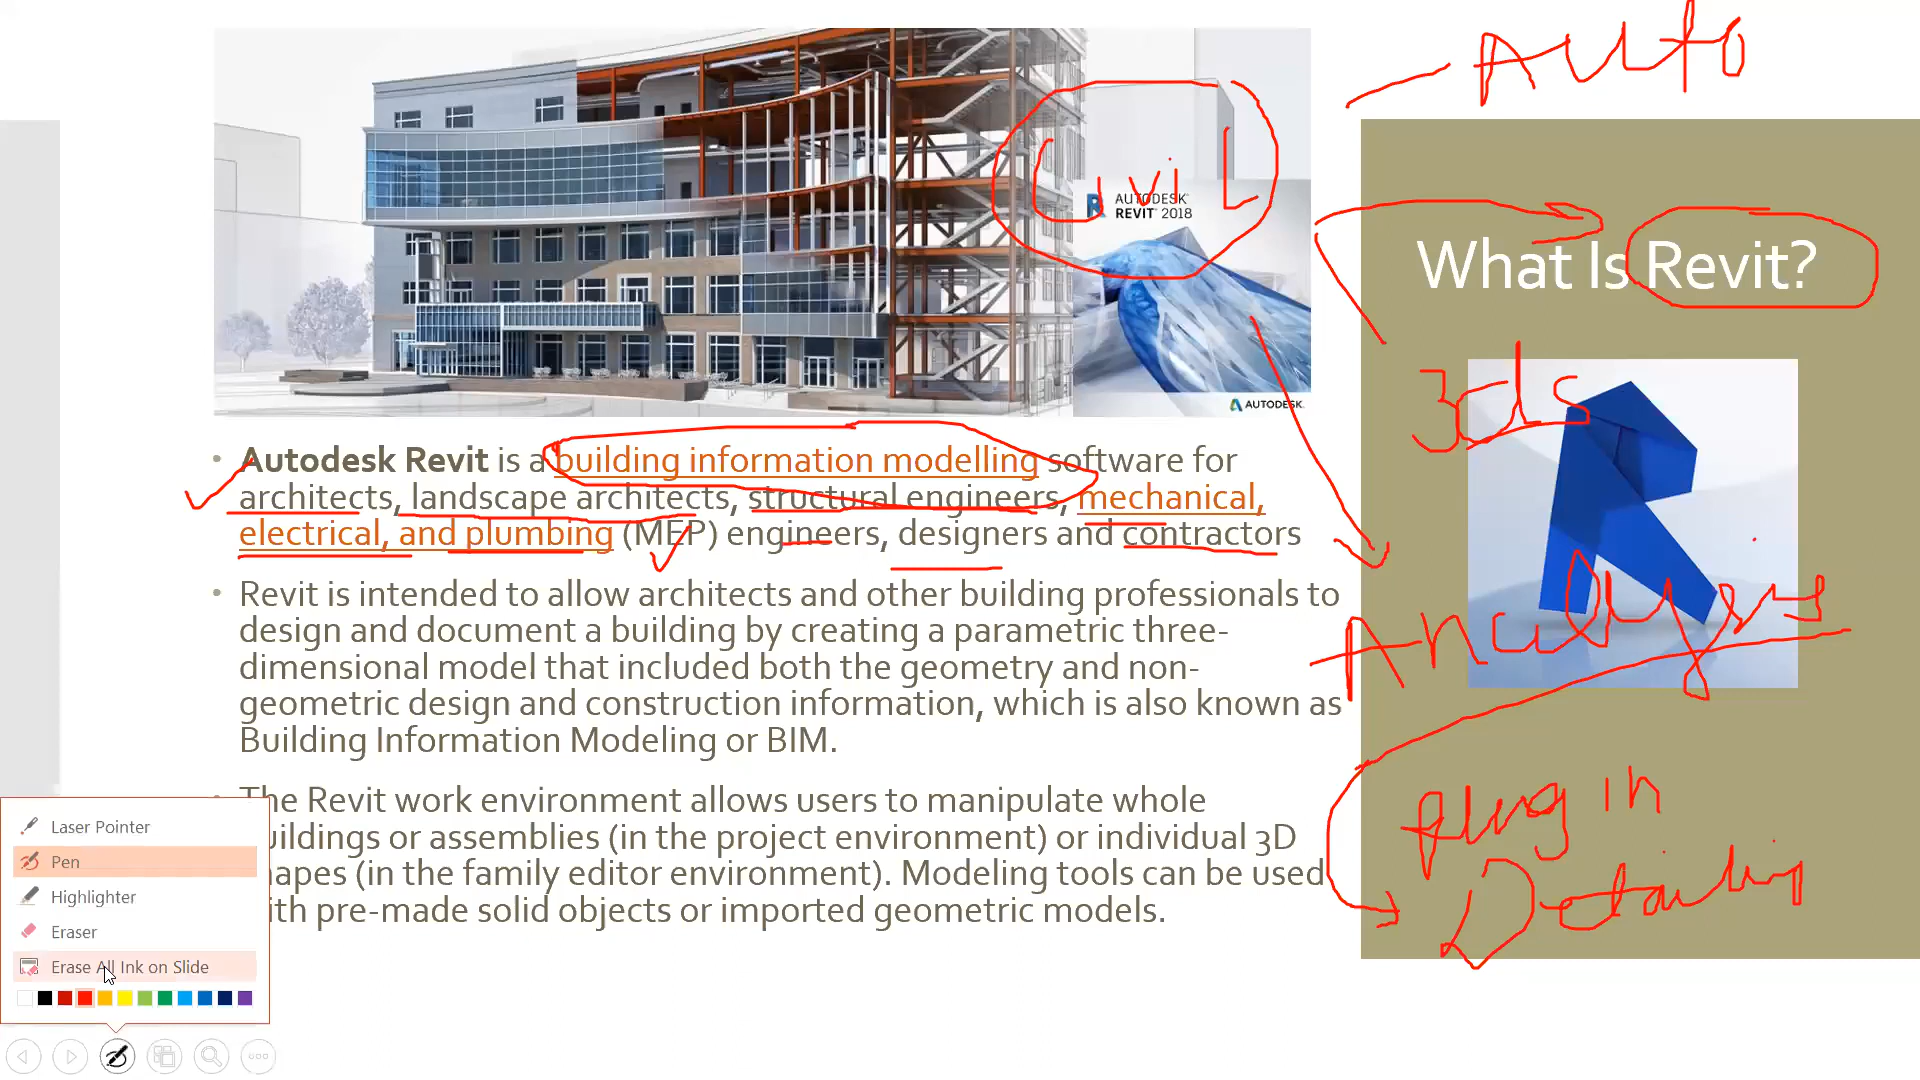 Auto
Civil
AUTODESK
REVIT 2018
AUTODESK.
What Is Revit?
3ds
• Autodesk Revit is a building information modelling software for
architects, landscape architects, structural engineers, mechanical,
electrical, and plumbing (MEP) engineers, designers and contractors
• Revit is intended to allow architects and other building professionals to
design and document a building by creating a parametric three-
dimensional model that included both the geometry and non-
geometric design and construction information, which is also known as
Building Information Modeling or BIM.
The Revit work environment allows users to manipulate whole
uildings or assemblies (in the project environment) or individual 3D
hapes (in the family editor environment). Modeling tools can be used
ith pre-made solid objects or imported geometric models.
Analysis
plug in
Detailing
Laser Pointer
Pen
Highlighter
Eraser
Erase All Ink on Slide